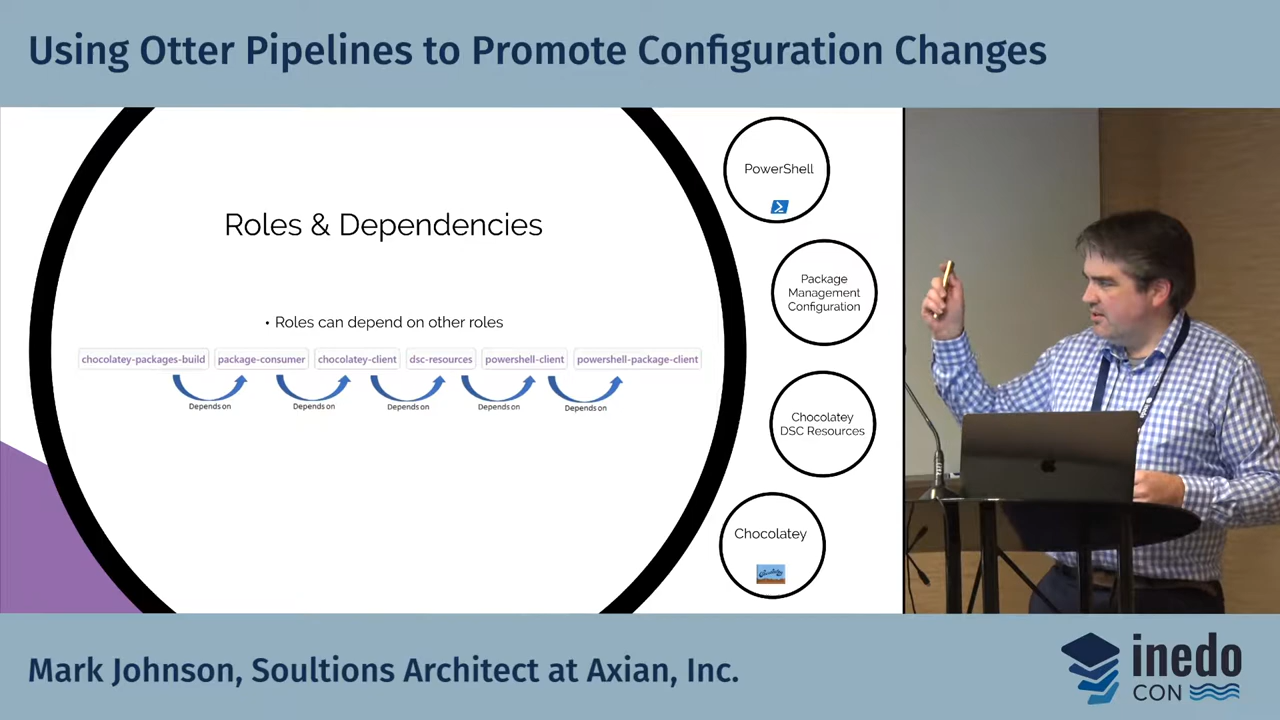 Using Otter Pipelines to Promote Configuration Changes
Roles & Dependencies
• Roles can depend on other roles
chocolatey-packages-build package-consumer chocolatey-client dsc-resources powershell-client powershell-package-client
Depends on Depends on Depends on Depends on Depends on
PowerShell
Package
Management
Configuration
Chocolatey
DSC Resources
Chocolatey
Mark Johnson, Soultions Architect at Axian, Inc.
inedo
CON